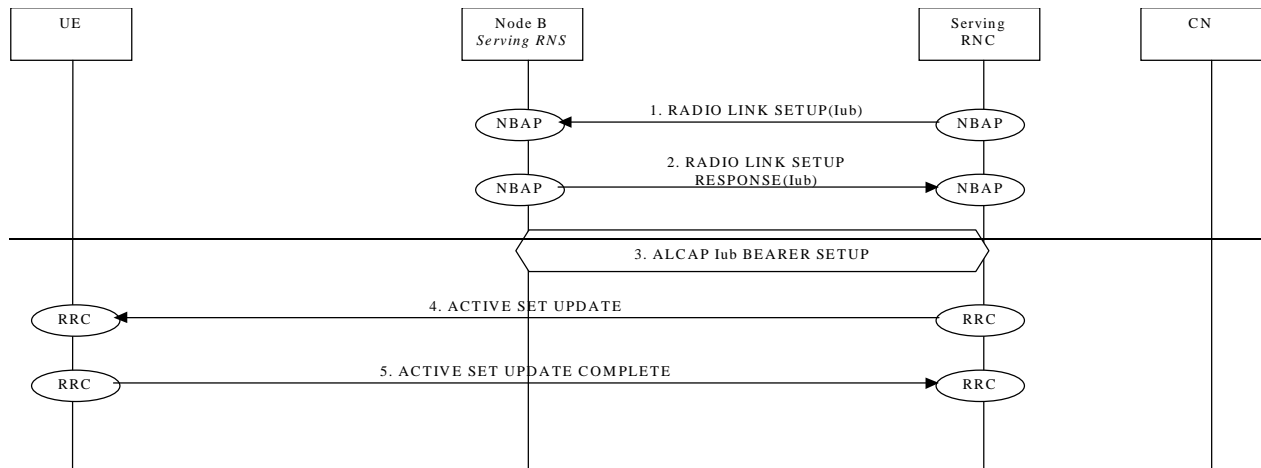 UE
Node B
Serving RNS
Serving
RNC
CN
1. RADIO LINK SETUP(Iub)
NBAP
NBAP
2. RADIO LINK SETUP
RESPONSE(Iub)
NBAP
NBAP
3. ALCAP Iub BEARER SETUP
4. ACTIVE SET UPDATE
RRC
RRC
5. ACTIVE SET UPDATE COMPLETE
RRC
RRC